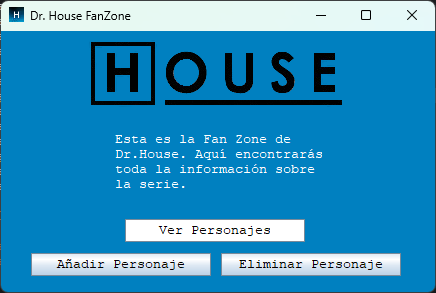 H Dr. House FanZone
HOUSE
Esta es la Fan Zone de
Dr.House. Aquí encontrarás
toda la información sobre
la serie.
Ver Personajes
Añadir Personaje
Eliminar Personaje